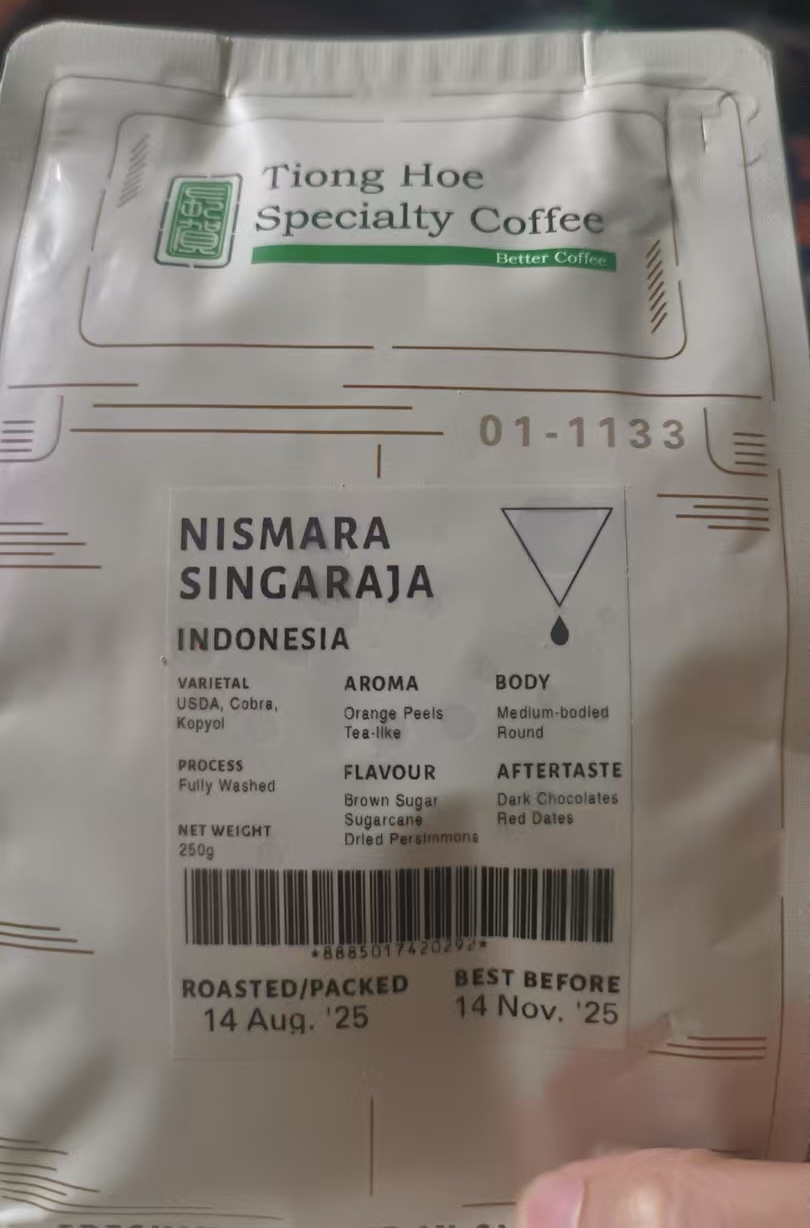 Tiong Hoe
Specialty Coffee
Better Coffee
01-1133
NISMARA
SINGARAJA
INDONESIA
VARIETAL
USDA, Cobra,
Kopyol
PROCESS
Fully Washed
NET WEIGHT
250g
AROMA
Orange Peels
Tea-like
FLAVOUR
Brown Sugar
Sugarcane
Dried Persimmons
BODY
Medium-bodied
Round
AFTERTASTE
Dark Chocolates
Red Dates
*8885017420292*
ROASTED/PACKED
14 Aug. '25
BEST BEFORE
14 Nov. '25